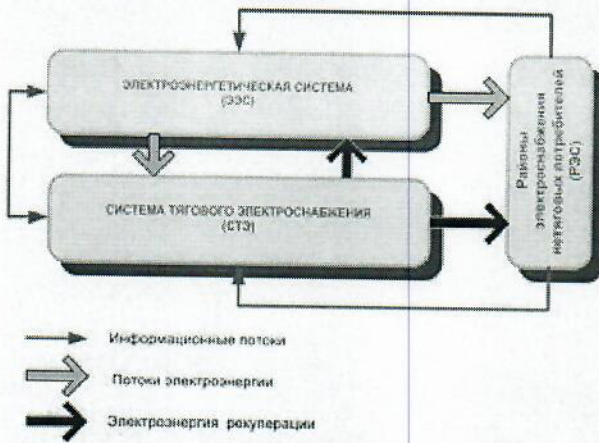 ЭЛЕКТРОЭНЕРГЕТИЧЕСКАЯ СИСТЕМА
(ЭЭС)
СИСТЕМА ТЯГОВОГО ЭЛЕКТРОСНАБЖЕНИЯ
(СТЭ)
Районы
электроснабжения
нетяговых потребителей
(РЭС)
Информационные потоки
Потоки электроэнергии
Электроэнергия рекуперации